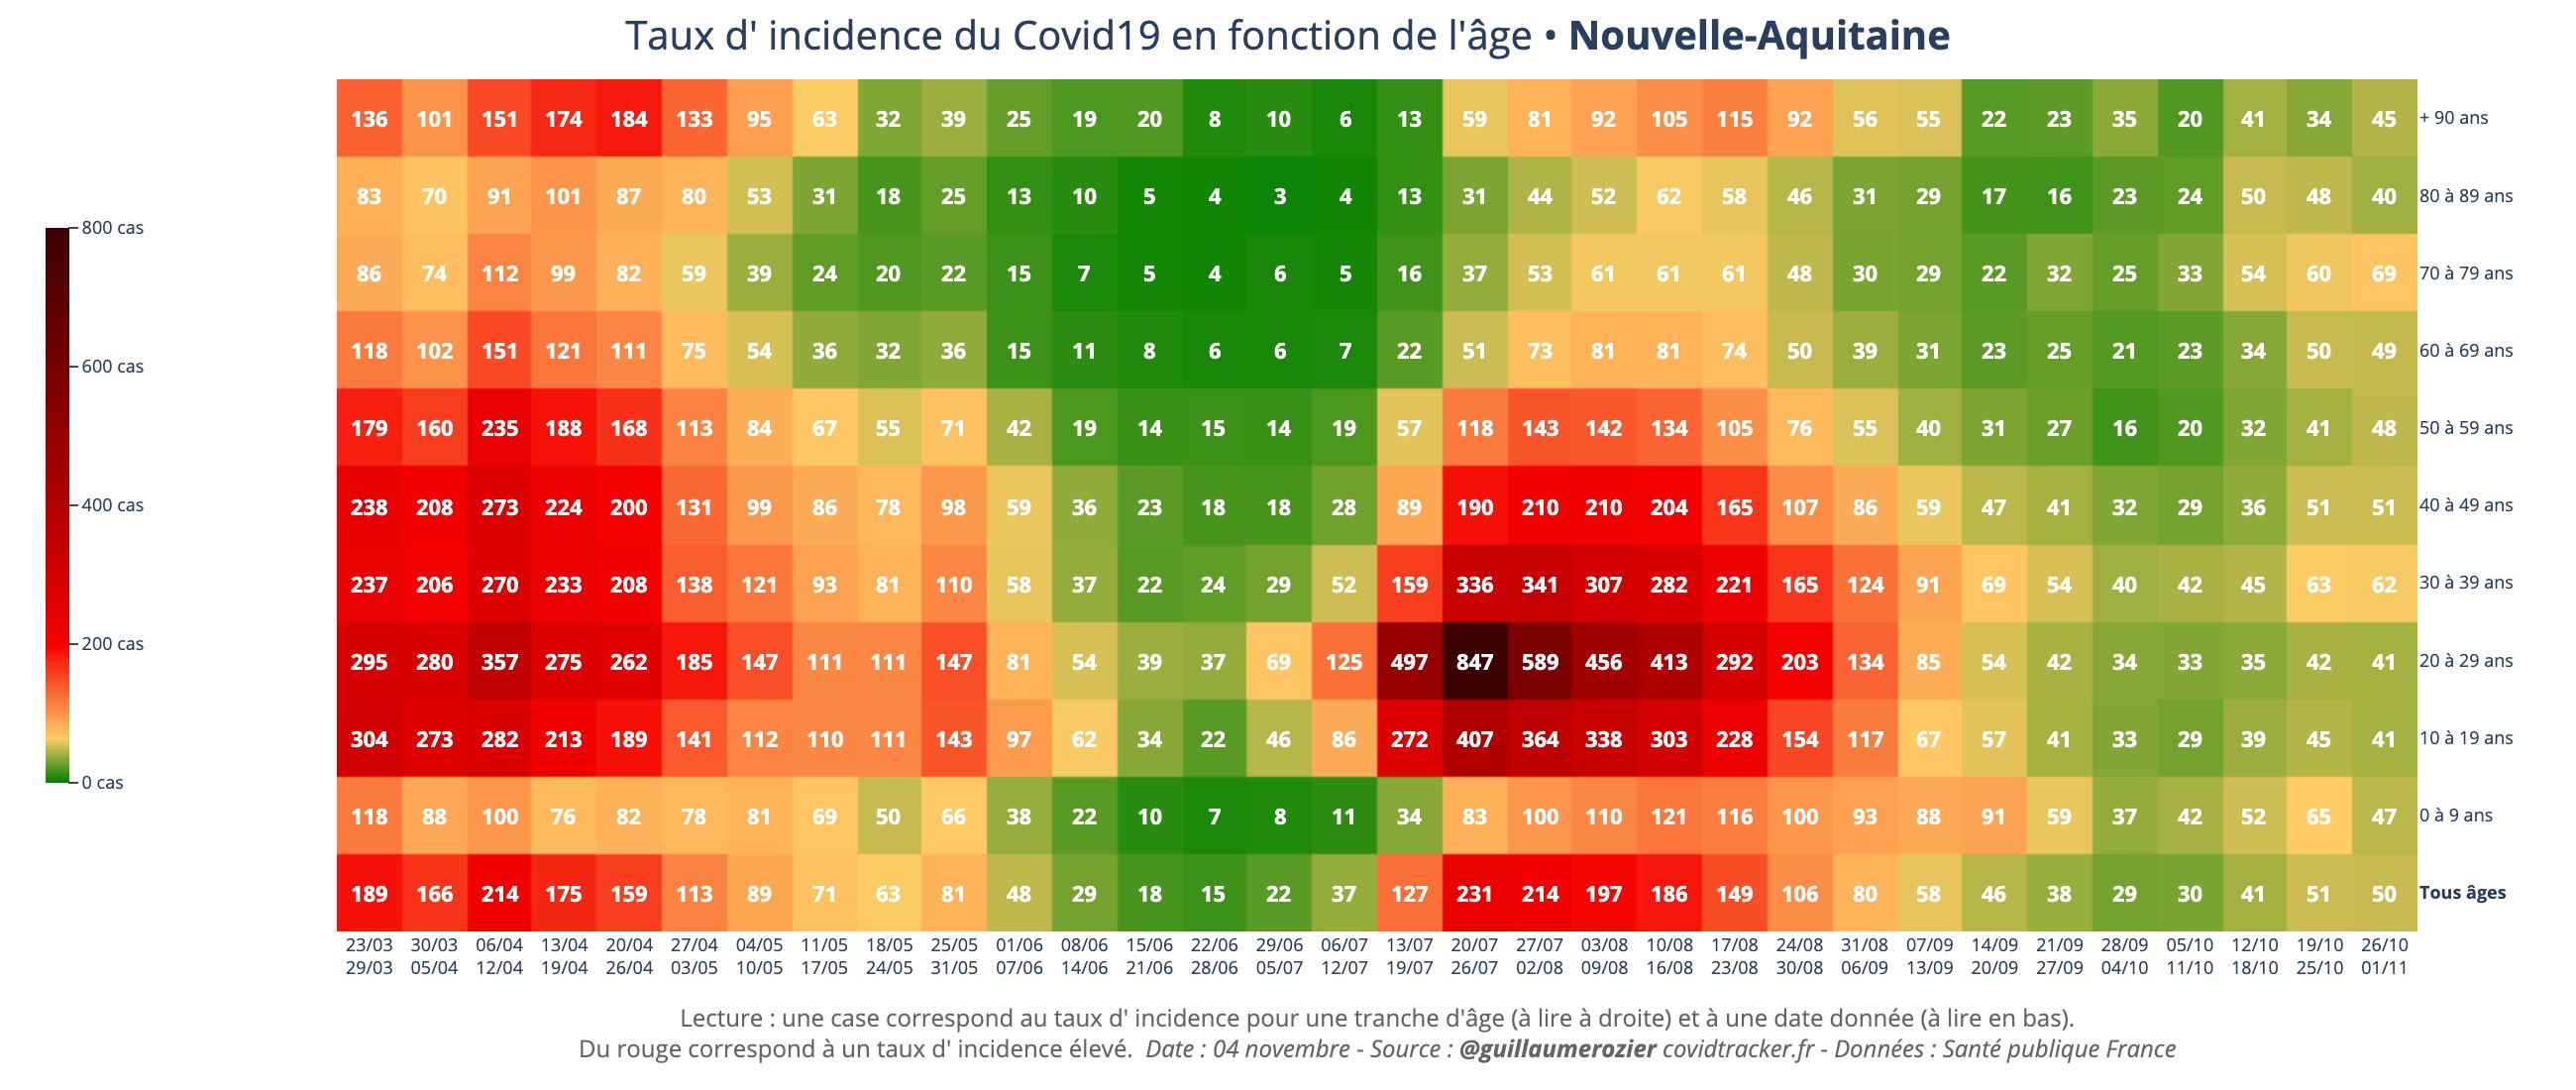 Taux d' incidence du Covid19 en fonction de l'âge • Nouvelle-Aquitaine
800 cas
600 cas
400 cas
200 cas
0 cas
136 101 151 174 184 133 95 63 32 39 25 19 20 8 10 6 13 59 81 92 105 115 92 56 55 22 23 35 20 41 34 45 + 90 ans
83 70 91 101 87 80 53 31 18 25 13 10 5 4 3 4 13 31 44 52 62 58 46 31 29 17 16 23 24 50 48 40 80 à 89 ans
86 74 112 99 82 59 39 24 20 22 15 7 5 4 6 5 16 37 53 61 61 61 48 30 29 22 32 25 33 54 60 69 70 à 79 ans
118 102 151 121 111 75 54 36 32 36 15 11 8 6 6 7 22 51 73 81 81 74 50 39 31 23 25 21 23 34 50 49 60 à 69 ans
179 160 235 188 168 113 84 67 55 71 42 19 14 15 14 19 57 118 143 142 134 105 76 55 40 31 27 16 20 32 41 48 50 à 59 ans
238 208 273 224 200 131 99 86 78 98 59 36 23 18 18 28 89 190 210 210 204 165 107 86 59 47 41 32 29 36 51 51 40 à 49 ans
237 206 270 233 208 138 121 93 81 110 58 37 22 24 29 52 159 336 341 307 282 221 165 124 91 69 54 40 42 45 63 62 30 à 39 ans
295 280 357 275 262 185 147 111 111 147 81 54 39 37 69 125 497 847 589 456 413 292 203 134 85 54 42 34 33 35 42 41 20 à 29 ans
304 273 282 213 189 141 112 110 111 143 97 62 34 22 46 86 272 407 364 338 303 228 154 117 67 57 41 33 29 39 45 41 10 à 19 ans
118 88 100 76 82 78 81 69 50 66 38 22 10 7 8 11 34 83 100 110 121 116 100 93 88 91 59 37 42 52 65 47 0 à 9 ans
189 166 214 175 159 113 89 71 63 81 48 29 18 15 22 37 127 231 214 197 186 149 106 80 58 46 38 29 30 41 51 50 Tous âges
23/03 30/03 06/04 13/04 20/04 27/04 04/05 11/05 18/05 25/05 01/06 08/06 15/06 22/06 29/06 06/07 13/07 20/07 27/07 03/08 10/08 17/08 24/08 31/08 07/09 14/09 21/09 28/09 05/10 12/10 19/10 26/10
29/03 05/04 12/04 19/04 26/04 03/05 10/05 17/05 24/05 31/05 07/06 14/06 21/06 28/06 05/07 12/07 19/07 26/07 02/08 09/08 16/08 23/08 30/08 06/09 13/09 20/09 27/09 04/10 11/10 18/10 25/10 01/11
Lecture : une case correspond au taux d' incidence pour une tranche d'âge (à lire à droite) et à une date donnée (à lire en bas).
Du rouge correspond à un taux d' incidence élevé. Date : 04 novembre - Source : @guillaumerozier covidtracker.fr - Données : Santé publique France